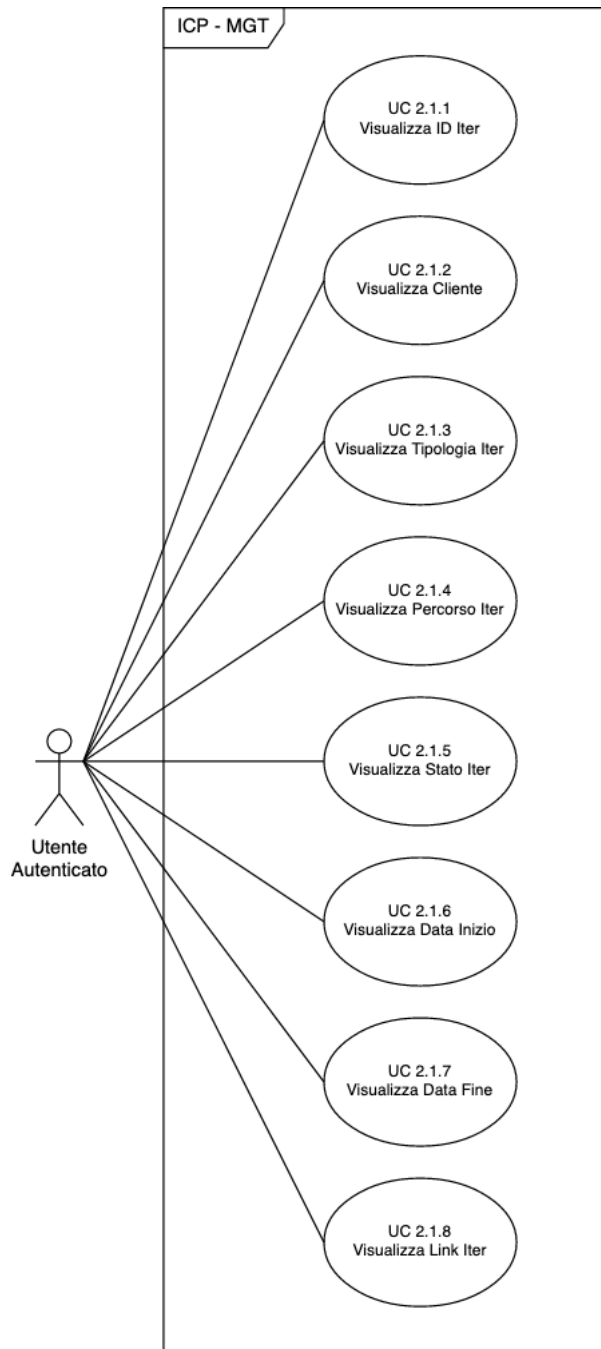 ICP - MGT
UC 2.1.1
Visualizza ID Iter
UC 2.1.2
Visualizza Cliente
UC 2.1.3
Visualizza Tipologia Iter
UC 2.1.4
Visualizza Percorso Iter
UC 2.1.5
Visualizza Stato Iter
Utente
Autenticato
UC 2.1.6
Visualizza Data Inizio
UC 2.1.7
Visualizza Data Fine
UC 2.1.8
Visualizza Link Iter